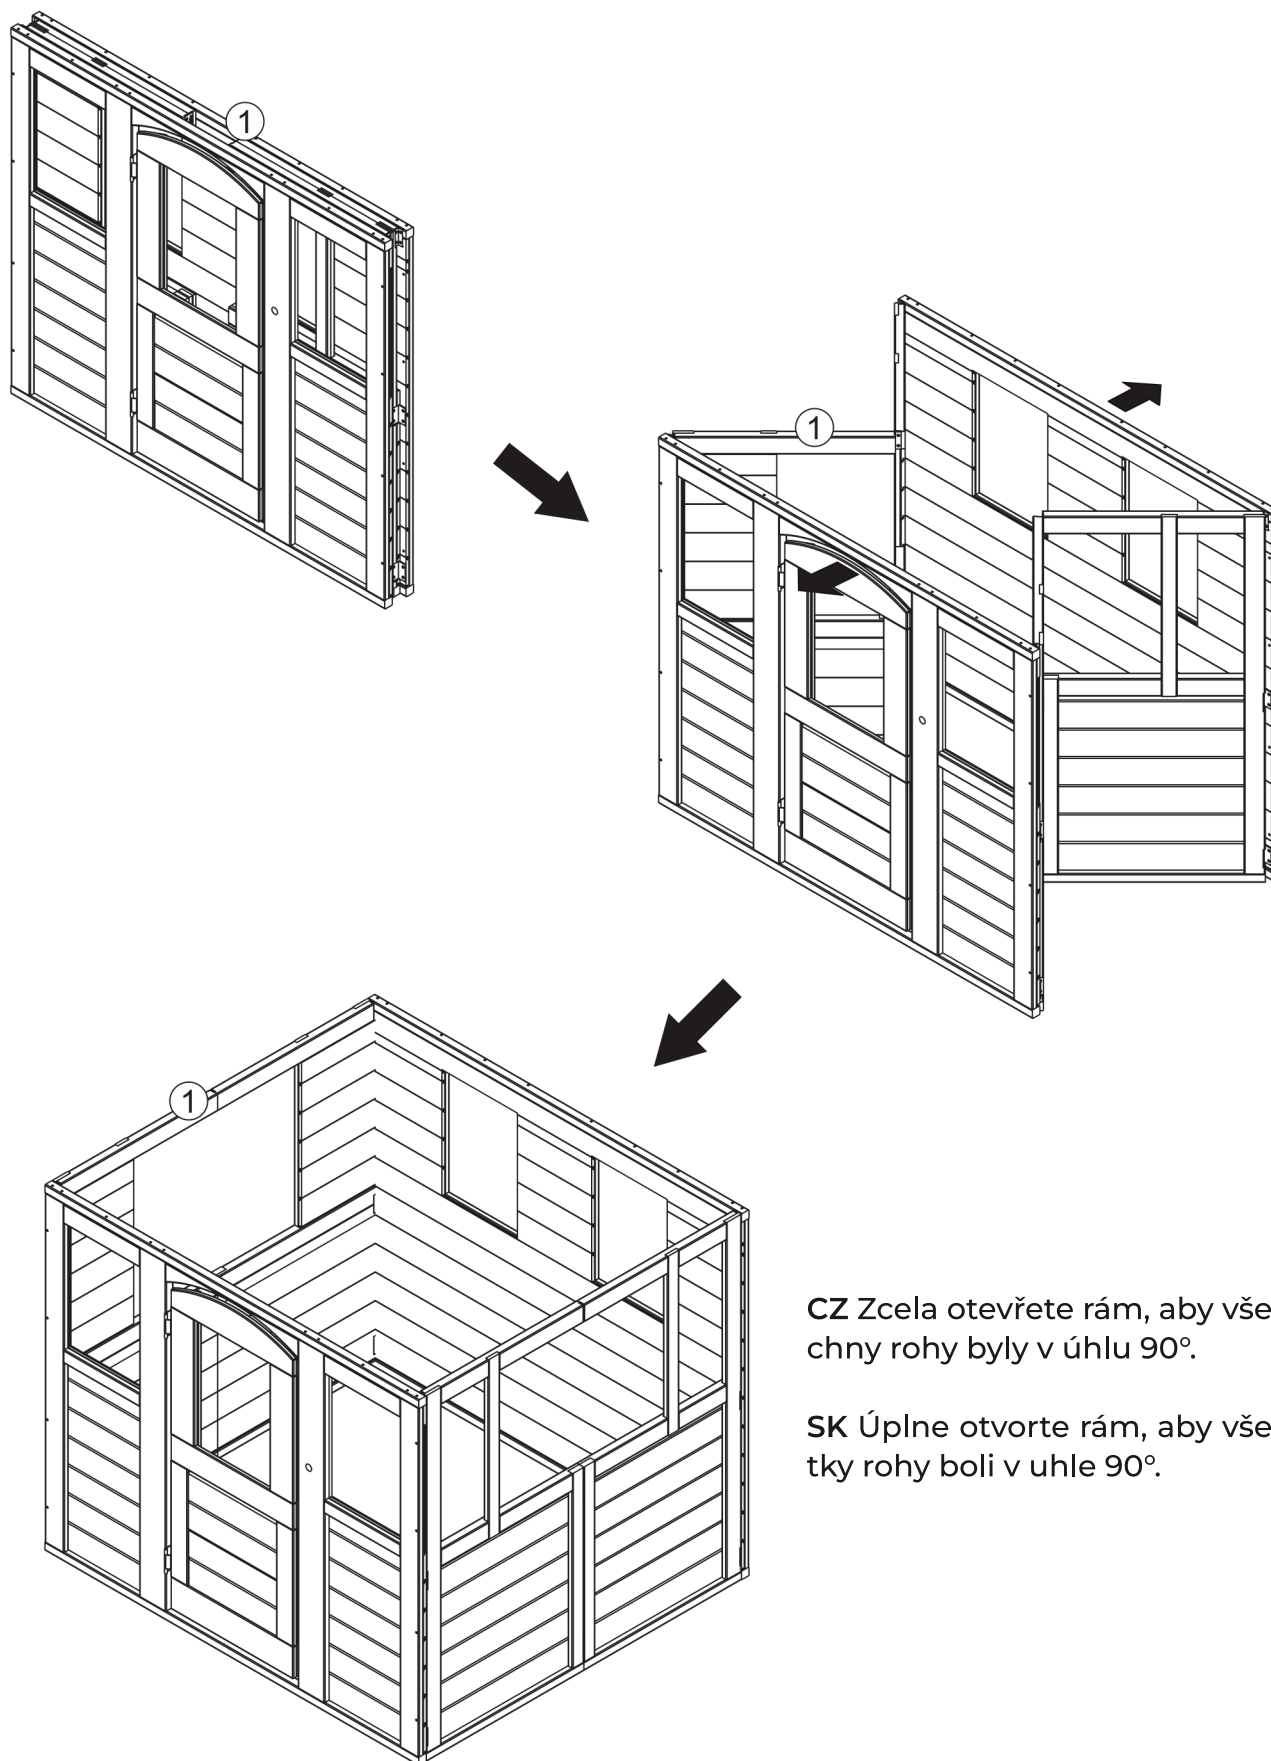 1
1
1
CZ Zcela otevřete rám, aby vše
chny rohy byly v úhlu 90°.
SK Úplne otvorte rám, aby vše
tky rohy boli v uhle 90°.